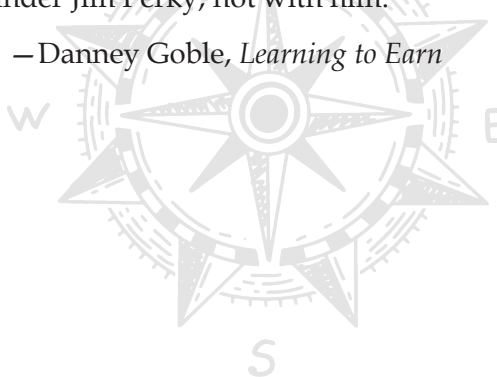 under Jim Perky, not with him.
—Danney Goble, Learning to Earn
W E
S